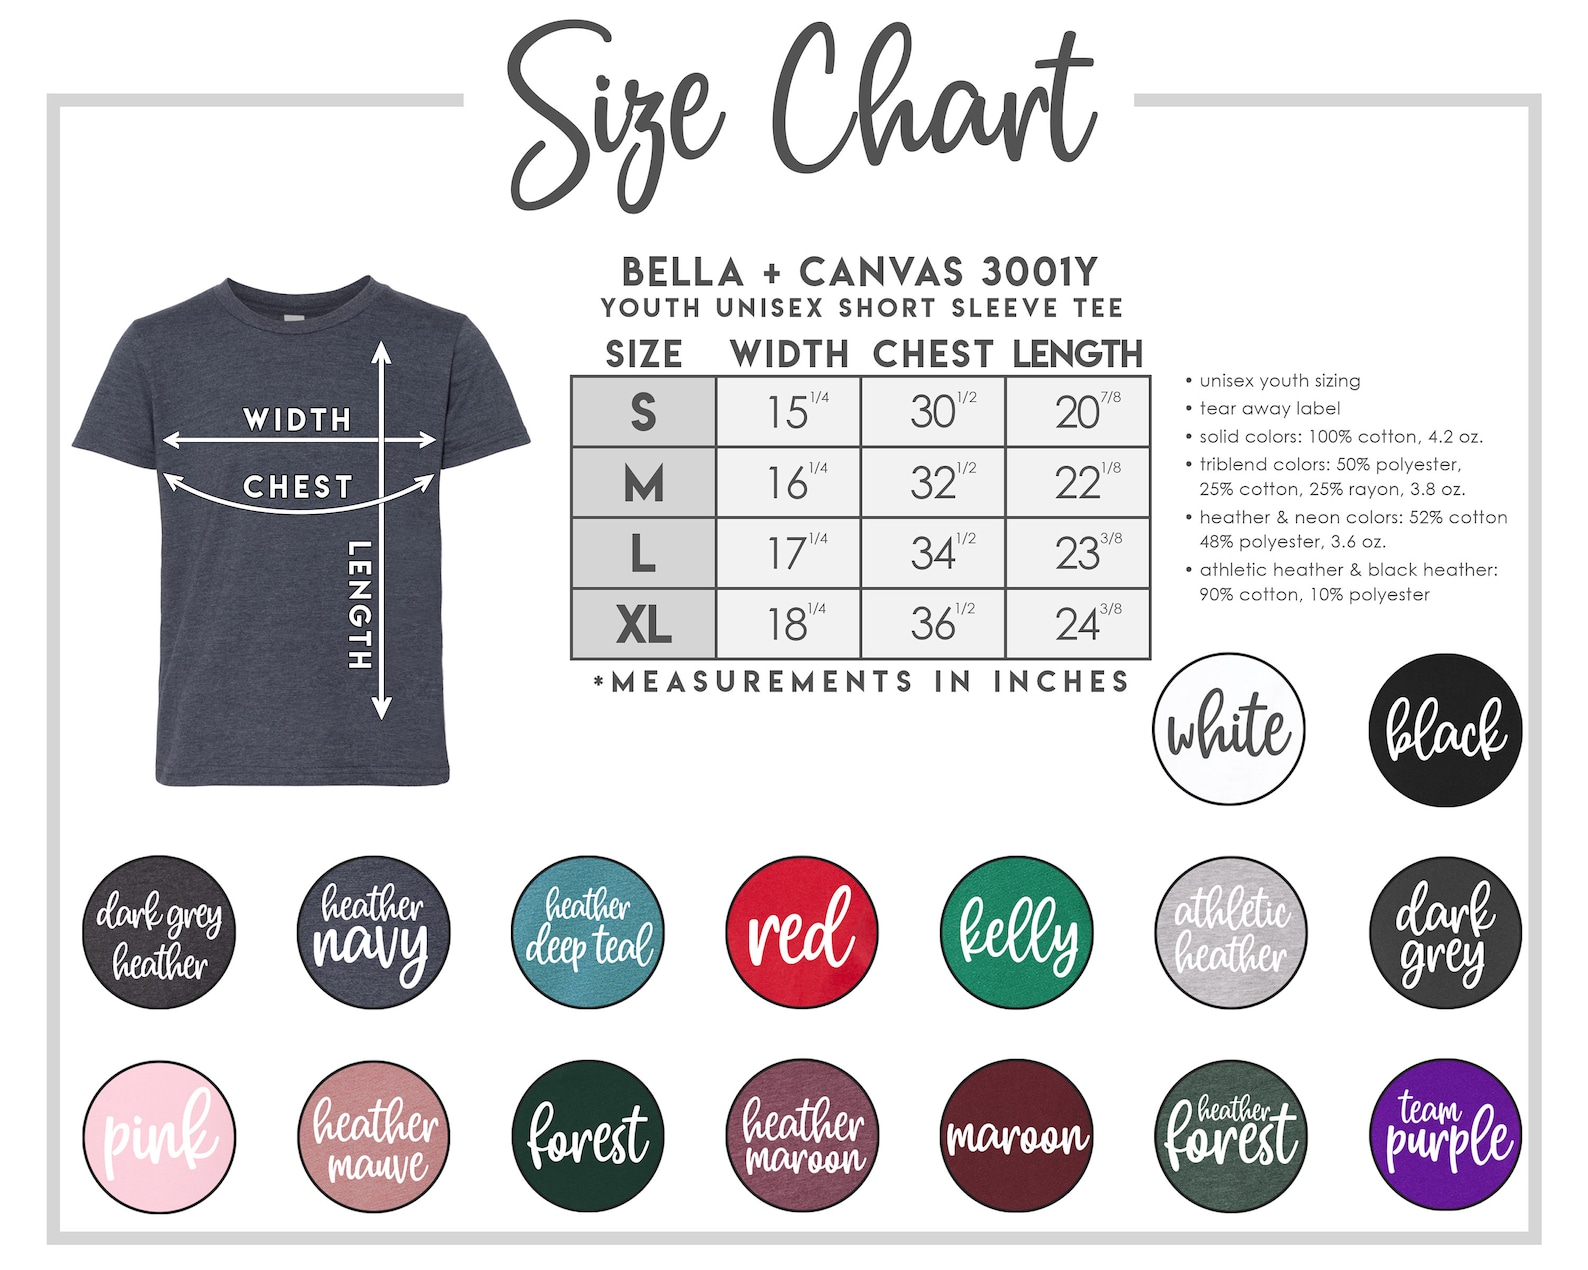 Size Chart
BELLA + CANVAS 3001Y
YOUTH UNISEX SHORT SLEEVE TEE
SIZE WIDTH CHEST LENGTH
S 15 1/4 30 1/2 20 7/8
M 16 1/4 32 1/2 22 1/8
L 17 1/4 34 1/2 23 3/8
XL 18 1/4 36 1/2 24 3/8
*MEASUREMENTS IN INCHES
WIDTH
CHEST
LENGTH
• unisex youth sizing
• tear away label
• solid colors: 100% cotton, 4.2 oz.
• triblend colors: 50% polyester,
25% cotton, 25% rayon, 3.8 oz.
• heather & neon colors: 52% cotton
48% polyester, 3.6 oz.
• athletic heather & black heather:
90% cotton, 10% polyester
white
black
dark grey
heather
heather
navy
heather
deep teal
red
kelly
athletic
heather
dark
grey
pink
heather
mauve
forest
heather
maroon
maroon
heather
forest
team
purple